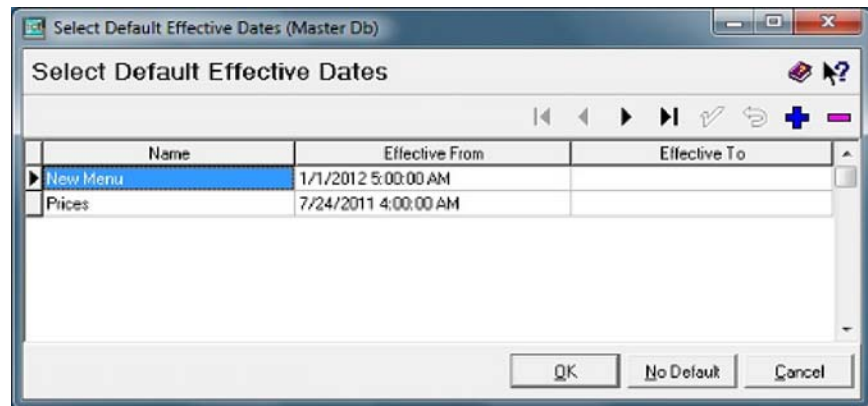 Select Default Effective Dates (Master Db)
Select Default Effective Dates
Name Effective From Effective To
New Menu 1/1/2012 5:00:00 AM
Prices 7/24/2011 4:00:00 AM
OK No Default Cancel